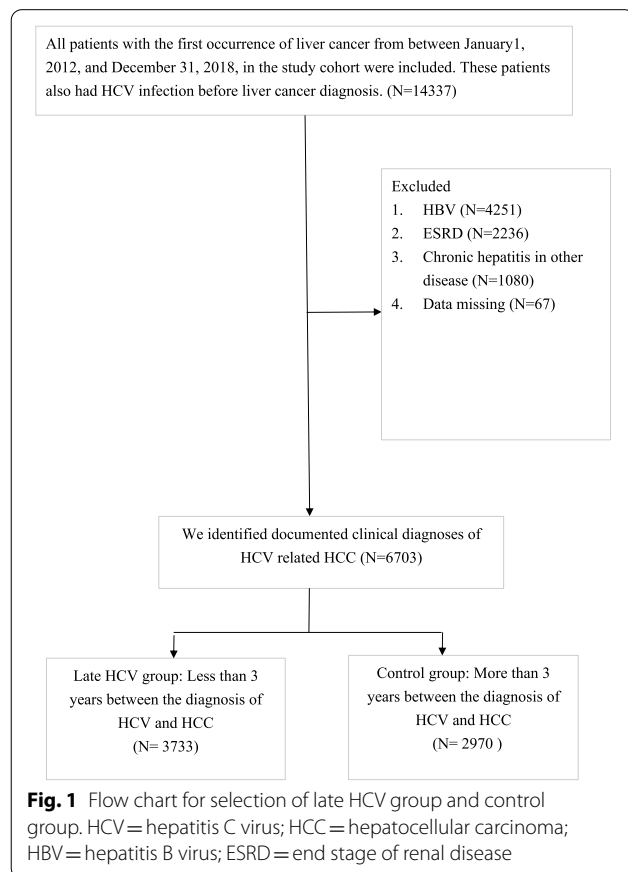 All patients with the first occurrence of liver cancer from between January1,
2012, and December 31, 2018, in the study cohort were included. These patients
also had HCV infection before liver cancer diagnosis. (N=14337)
Excluded
1. HBV (N=4251)
2. ESRD (N=2236)
3. Chronic hepatitis in other
disease (N=1080)
4. Data missing (N=67)
We identified documented clinical diagnoses of
HCV related HCC (N=6703)
Late HCV group: Less than 3
years between the diagnosis of
HCV and HCC
(N= 3733)
Control group: More than 3
years between the diagnosis of
HCV and HCC
(N= 2970 )
Fig. 1 Flow chart for selection of late HCV group and control
group. HCV = hepatitis C virus; HCC = hepatocellular carcinoma;
HBV = hepatitis B virus; ESRD = end stage of renal disease